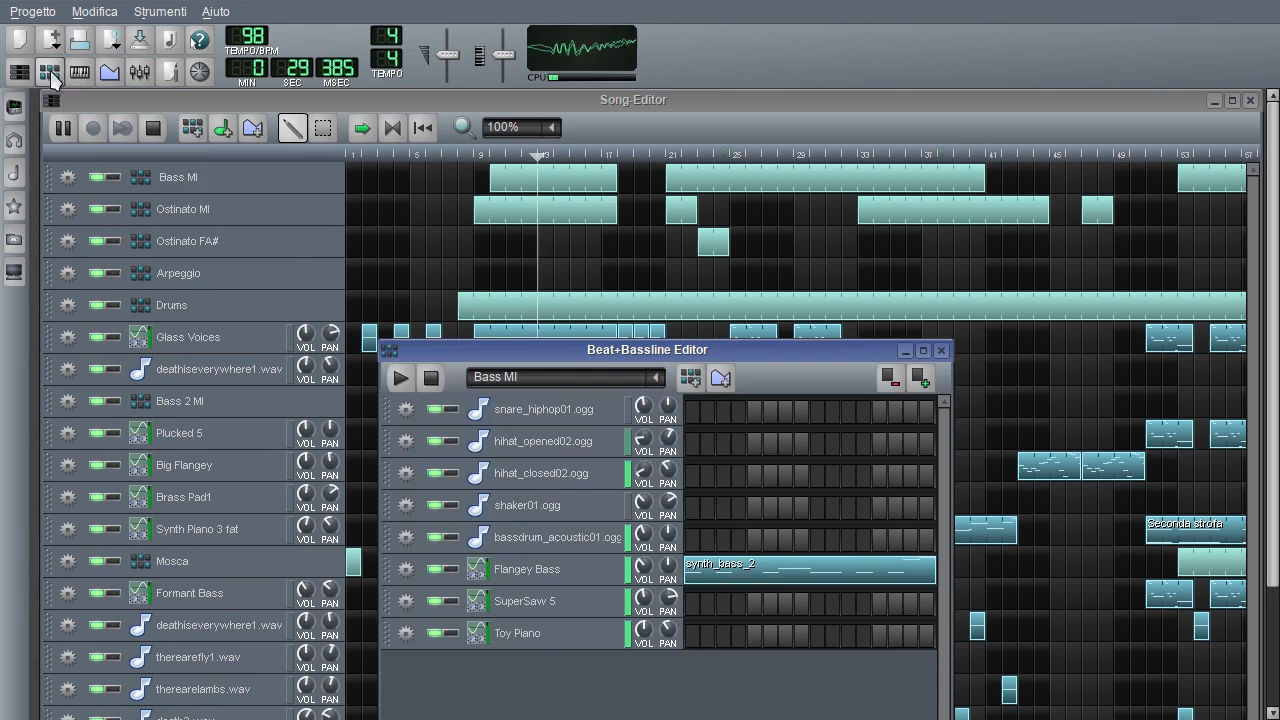 Progetto Modifica Strumenti Aiuto
98 TEMPO/BPM 4
4 TEMPO
0 MIN 29 SEC 385 MSEC
CPU
Song-Editor
100%
1 5 9 13 17 21 25 29 33 37 41 45 49 53 57
Bass MI
Ostinato MI
Ostinato FA#
Arpeggio
Drums
Glass Voices VOL PAN
deathiseverywhere1.wav VOL PAN
Bass 2 MI
Plucked 5 VOL PAN
Big Flangey VOL PAN
Brass Pad1 VOL PAN
Synth Piano 3 fat VOL PAN
Seconda strofa
Mosca
Formant Bass VOL PAN
deathiseverywhere1.wav VOL PAN
therearefly1.wav VOL PAN
therearelambs.wav VOL PAN
death2.wav
Beat+Bassline Editor
Bass MI
snare_hiphop01.ogg VOL PAN
hihat_opened02.ogg VOL PAN
hihat_closed02.ogg VOL PAN
shaker01.ogg VOL PAN
bassdrum_acoustic01.ogg VOL PAN
Flangey Bass VOL PAN synth_bass_2
SuperSaw 5 VOL PAN
Toy Piano VOL PAN